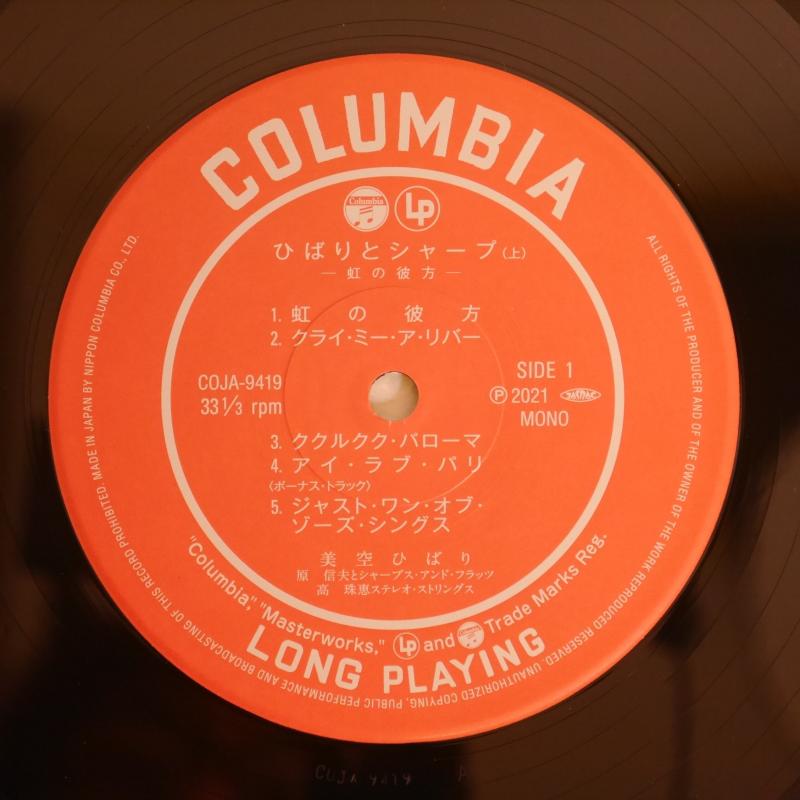 COLUMBIA
Columbia LP
ひばりとシャープ(上)
―虹の彼方―
1. 虹の彼方
2. クライ・ミー・ア・リバー
COJA-9419
33 1/3 rpm
SIDE 1
Ⓟ 2021 JASRAC
MONO
3. ククルクク・パローマ
4. アイ・ラブ・パリ
(ボーナス・トラック)
5. ジャスト・ワン・オブ・
ゾーズ・シングス
美空ひばり
原 信夫とシャープス・アンド・フラッツ
高 珠恵ステレオ・ストリングス
"Columbia," "Masterworks," LP and Trade Marks Reg.
LONG PLAYING
ALL RIGHTS OF THE PRODUCER AND OF THE OWNER OF THE WORK REPRODUCED RESERVED. UNAUTHORIZED COPYING, PUBLIC PERFORMANCE AND BROADCASTING OF THIS RECORD PROHIBITED. MADE IN JAPAN BY NIPPON COLUMBIA CO., LTD.
COJA 9419 A